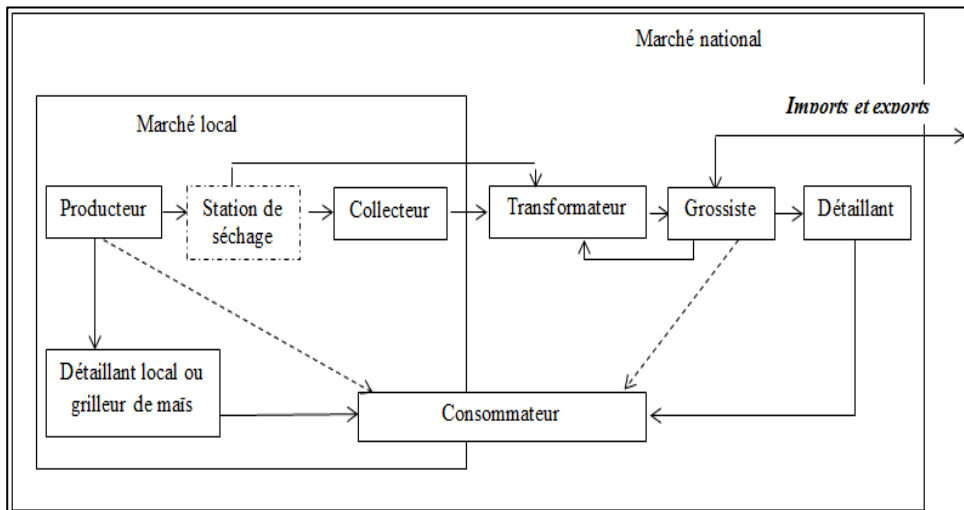 Marché national
Imports et exports
Marché local
Producteur
Station de
séchage
Collecteur
Transformateur
Grossiste
Détaillant
Détaillant local ou
grilleur de maïs
Consommateur